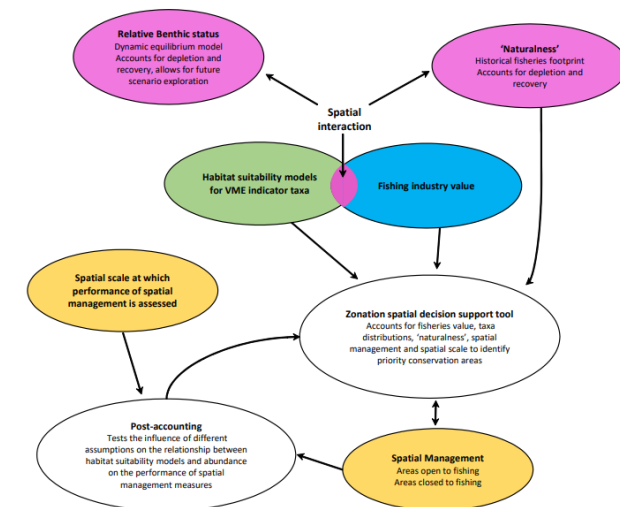 Relative Benthic status
Dynamic equilibrium model
Accounts for depletion and
recovery, allows for future
scenario exploration
'Naturalness'
Historical fisheries footprint
Accounts for depletion and
recovery
Spatial
interaction
Habitat suitability models
for VME indicator taxa
Fishing industry value
Spatial scale at which
performance of spatial
management is assessed
Zonation spatial decision support tool
Accounts for fisheries value, taxa
distributions, 'naturalness', spatial
management and spatial scale to identify
priority conservation areas
Post-accounting
Tests the influence of different
assumptions on the relationship between
habitat suitability models and abundance
on the performance of spatial
management measures
Spatial Management
Areas open to fishing
Areas closed to fishing